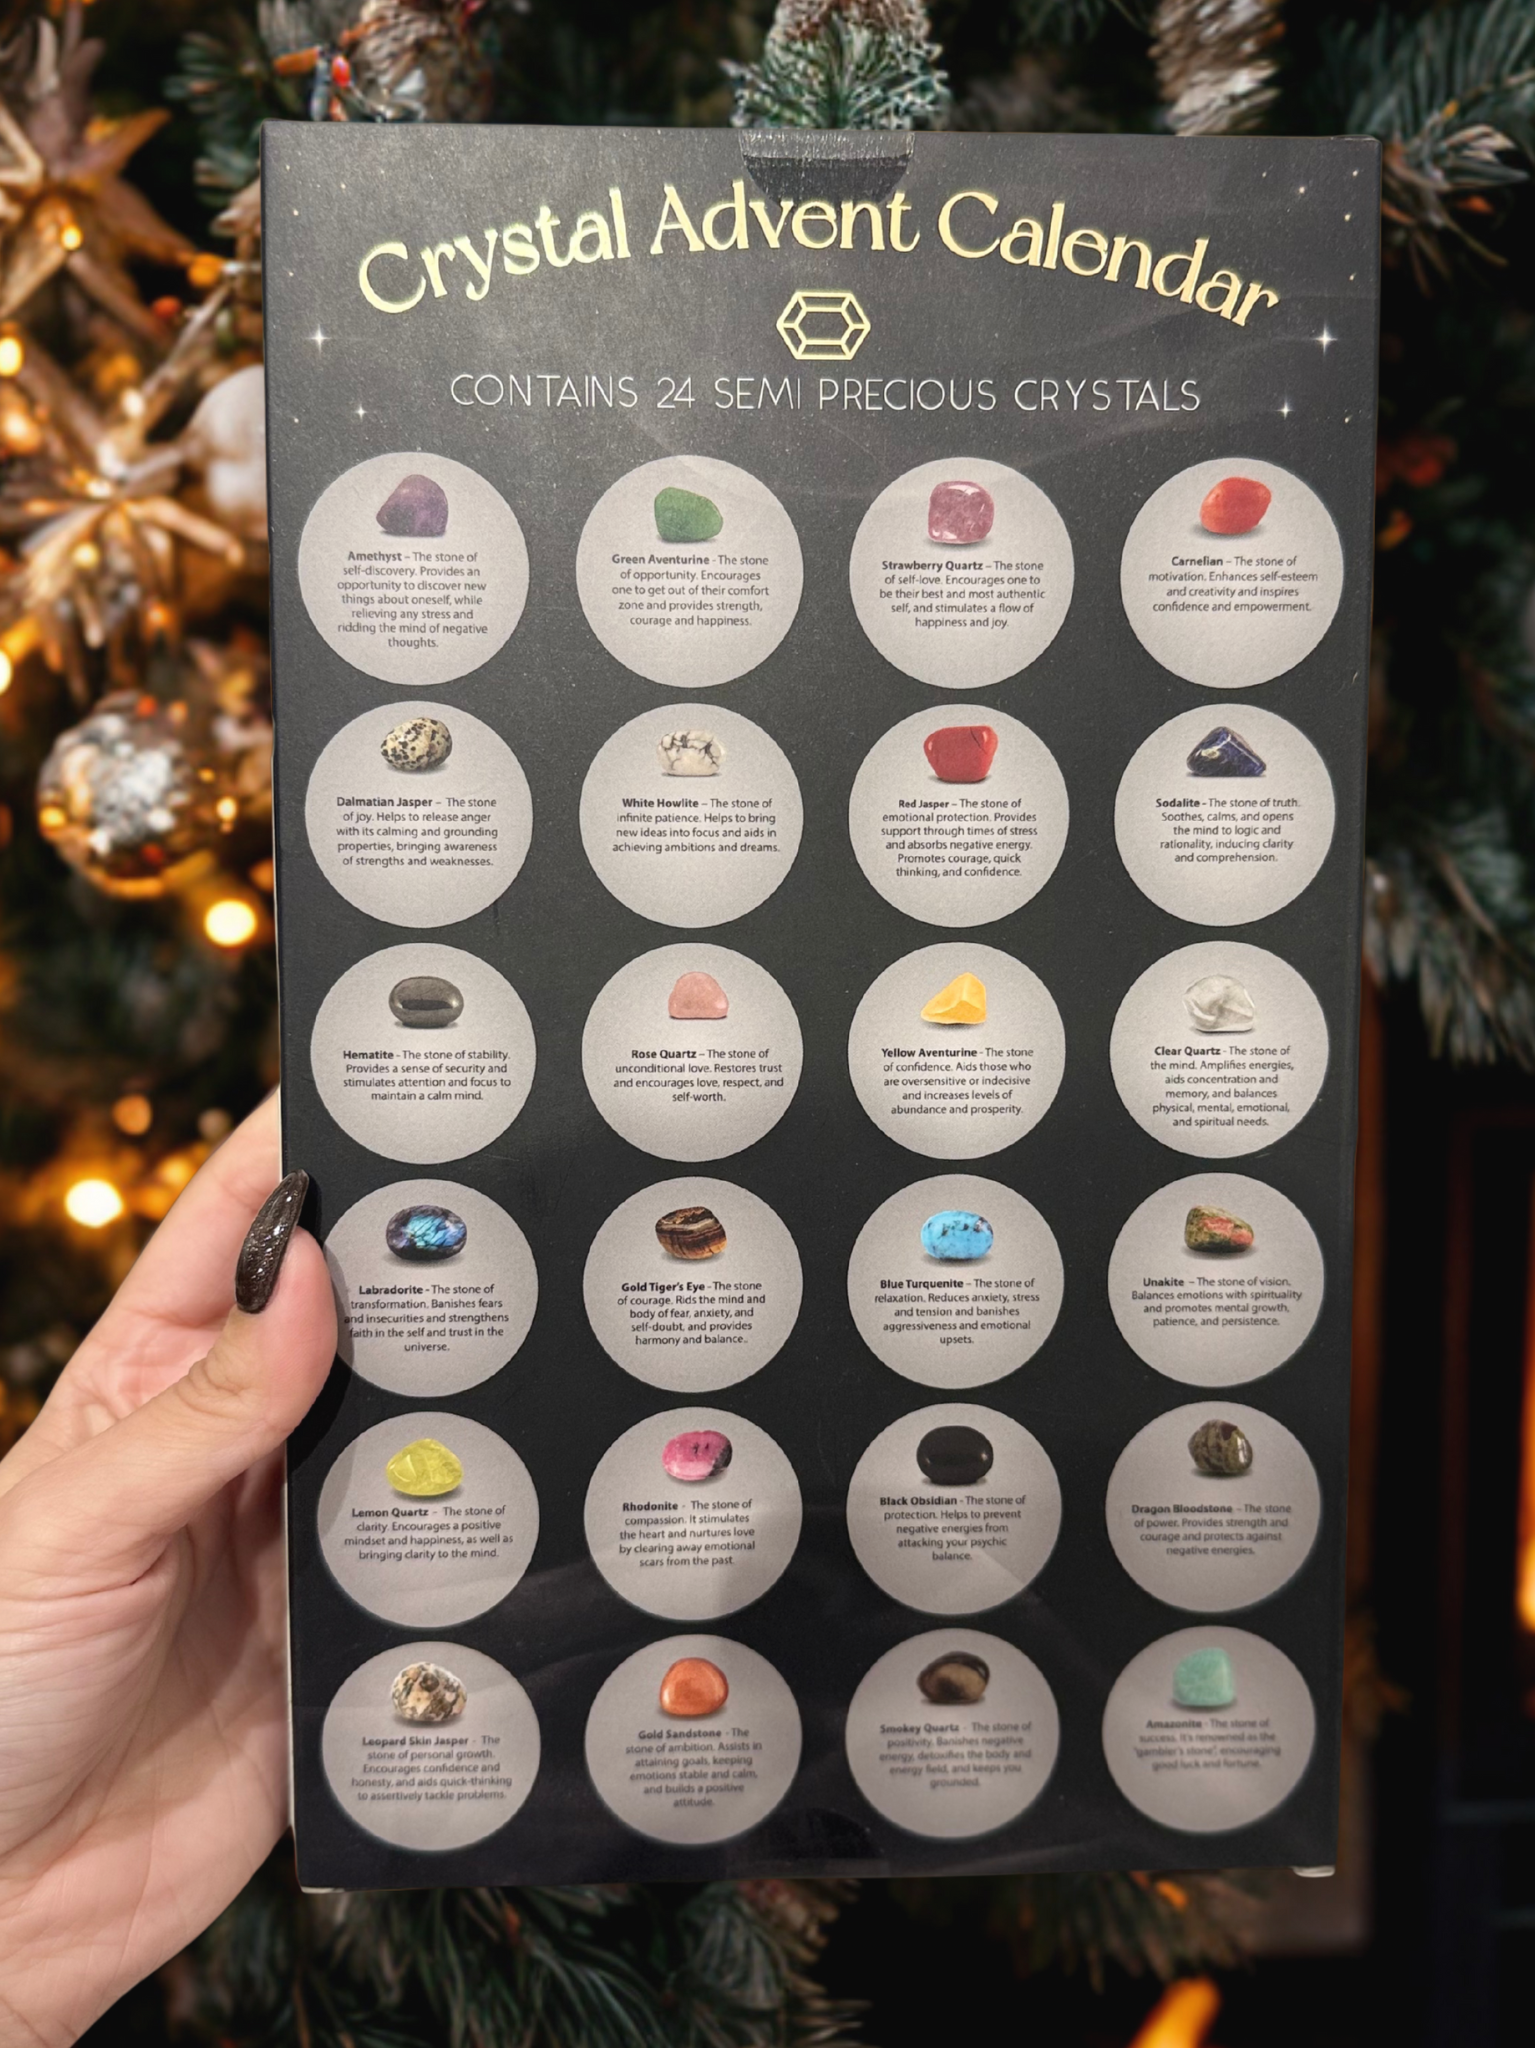 Crystal Advent Calendar
CONTAINS 24 SEMI PRECIOUS CRYSTALS
Amethyst – The stone of
self-discovery. Provides an
opportunity to discover new
things about oneself, while
relieving any stress and
ridding the mind of negative
thoughts.
Green Aventurine - The stone
of opportunity. Encourages
one to get out of their comfort
zone and provides strength,
courage and happiness.
Strawberry Quartz – The stone
of self-love. Encourages one to
be their best and most authentic
self, and stimulates a flow of
happiness and joy.
Carnelian – The stone of
motivation. Enhances self-esteem
and creativity and inspires
confidence and empowerment.
Dalmatian Jasper – The stone
of joy. Helps to release anger
with its calming and grounding
properties, bringing awareness
of strengths and weaknesses.
White Howlite – The stone of
infinite patience. Helps to bring
new ideas into focus and aids in
achieving ambitions and dreams.
Red Jasper – The stone of
emotional protection. Provides
support through times of stress
and absorbs negative energy.
Promotes courage, quick
thinking, and confidence.
Sodalite - The stone of truth.
Soothes, calms, and opens
the mind to logic and
rationality, inducing clarity
and comprehension.
Hematite - The stone of stability.
Provides a sense of security and
stimulates attention and focus to
maintain a calm mind.
Rose Quartz – The stone of
unconditional love. Restores trust
and encourages love, respect, and
self-worth.
Yellow Aventurine - The stone
of confidence. Aids those who
are oversensitive or indecisive
and increases levels of
abundance and prosperity.
Clear Quartz - The stone of
the mind. Amplifies energies,
aids concentration and
memory, and balances
physical, mental, emotional,
and spiritual needs.
Labradorite - The stone of
transformation. Banishes fears
and insecurities and strengthens
faith in the self and trust in the
universe.
Gold Tiger's Eye - The stone
of courage. Rids the mind and
body of fear, anxiety, and
self-doubt, and provides
harmony and balance.
Blue Turquenite – The stone of
relaxation. Reduces anxiety, stress
and tension and banishes
aggressiveness and emotional
upsets.
Unakite – The stone of vision.
Balances emotions with spirituality
and promotes mental growth,
patience, and persistence.
Lemon Quartz - The stone of
clarity. Encourages a positive
mindset and happiness, as well as
bringing clarity to the mind.
Rhodonite - The stone of
compassion. It stimulates
the heart and nurtures love
by clearing away emotional
scars from the past.
Black Obsidian - The stone of
protection. Helps to prevent
negative energies from
attacking your psychic
balance.
Dragon Bloodstone – The stone
of power. Provides strength and
courage and protects against
negative energies.
Leopard Skin Jasper - The
stone of personal growth.
Encourages confidence and
honesty, and aids quick-thinking
to assertively tackle problems.
Gold Sandstone - The
stone of ambition. Assists in
attaining goals, keeping
emotions stable and calm,
and builds a positive
attitude.
Smokey Quartz - The stone of
positivity. Banishes negative
energy, detoxifies the body and
energy field, and keeps you
grounded.
Amazonite - The stone of
success. It's renowned as the
"gambler's stone", encouraging
good luck and fortune.